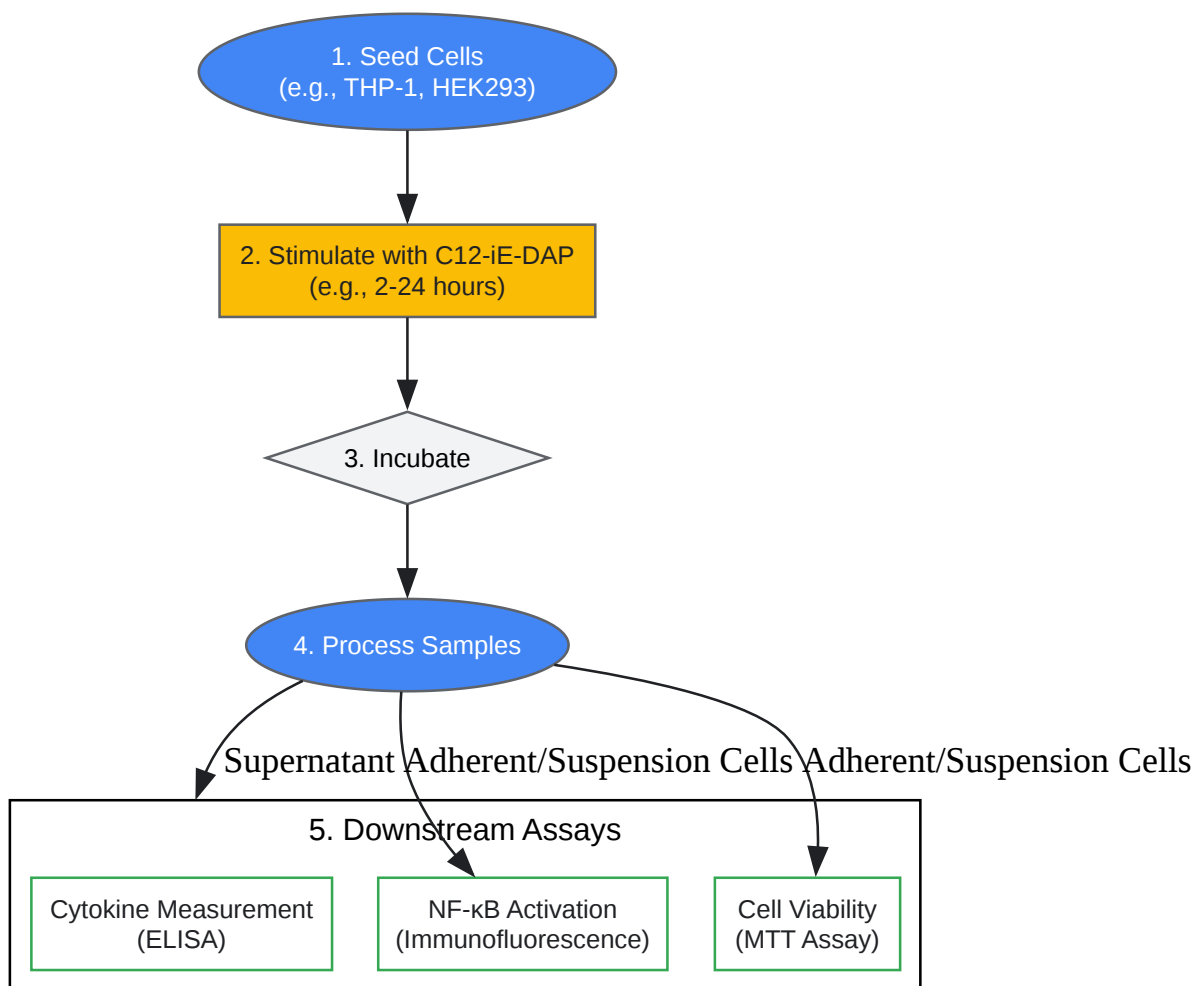 1. Seed Cells
(e.g., THP-1, HEK293)
2. Stimulate with C12-iE-DAP
(e.g., 2-24 hours)
3. Incubate
4. Process Samples
Supernatant
Adherent/Suspension Cells
Adherent/Suspension Cells
5. Downstream Assays
Cytokine Measurement
(ELISA)
NF-κB Activation
(Immunofluorescence)
Cell Viability
(MTT Assay)